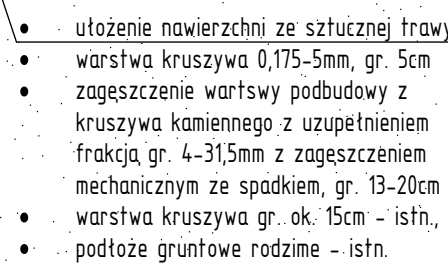 • ułożenie nawierzchni ze sztucznej trawy
• warstwa kruszywa 0,175-5mm, gr. 5cm
• zagęszczenie wartswy podbudowy z
kruszywa kamiennego z uzupełnieniem
frakcją gr. 4-31,5mm z zagęszczeniem
mechanicznym ze spadkiem, gr. 13-20cm
• warstwa kruszywa gr. ok. 15cm - istn.,
• podłoże gruntowe rodzime - istn.